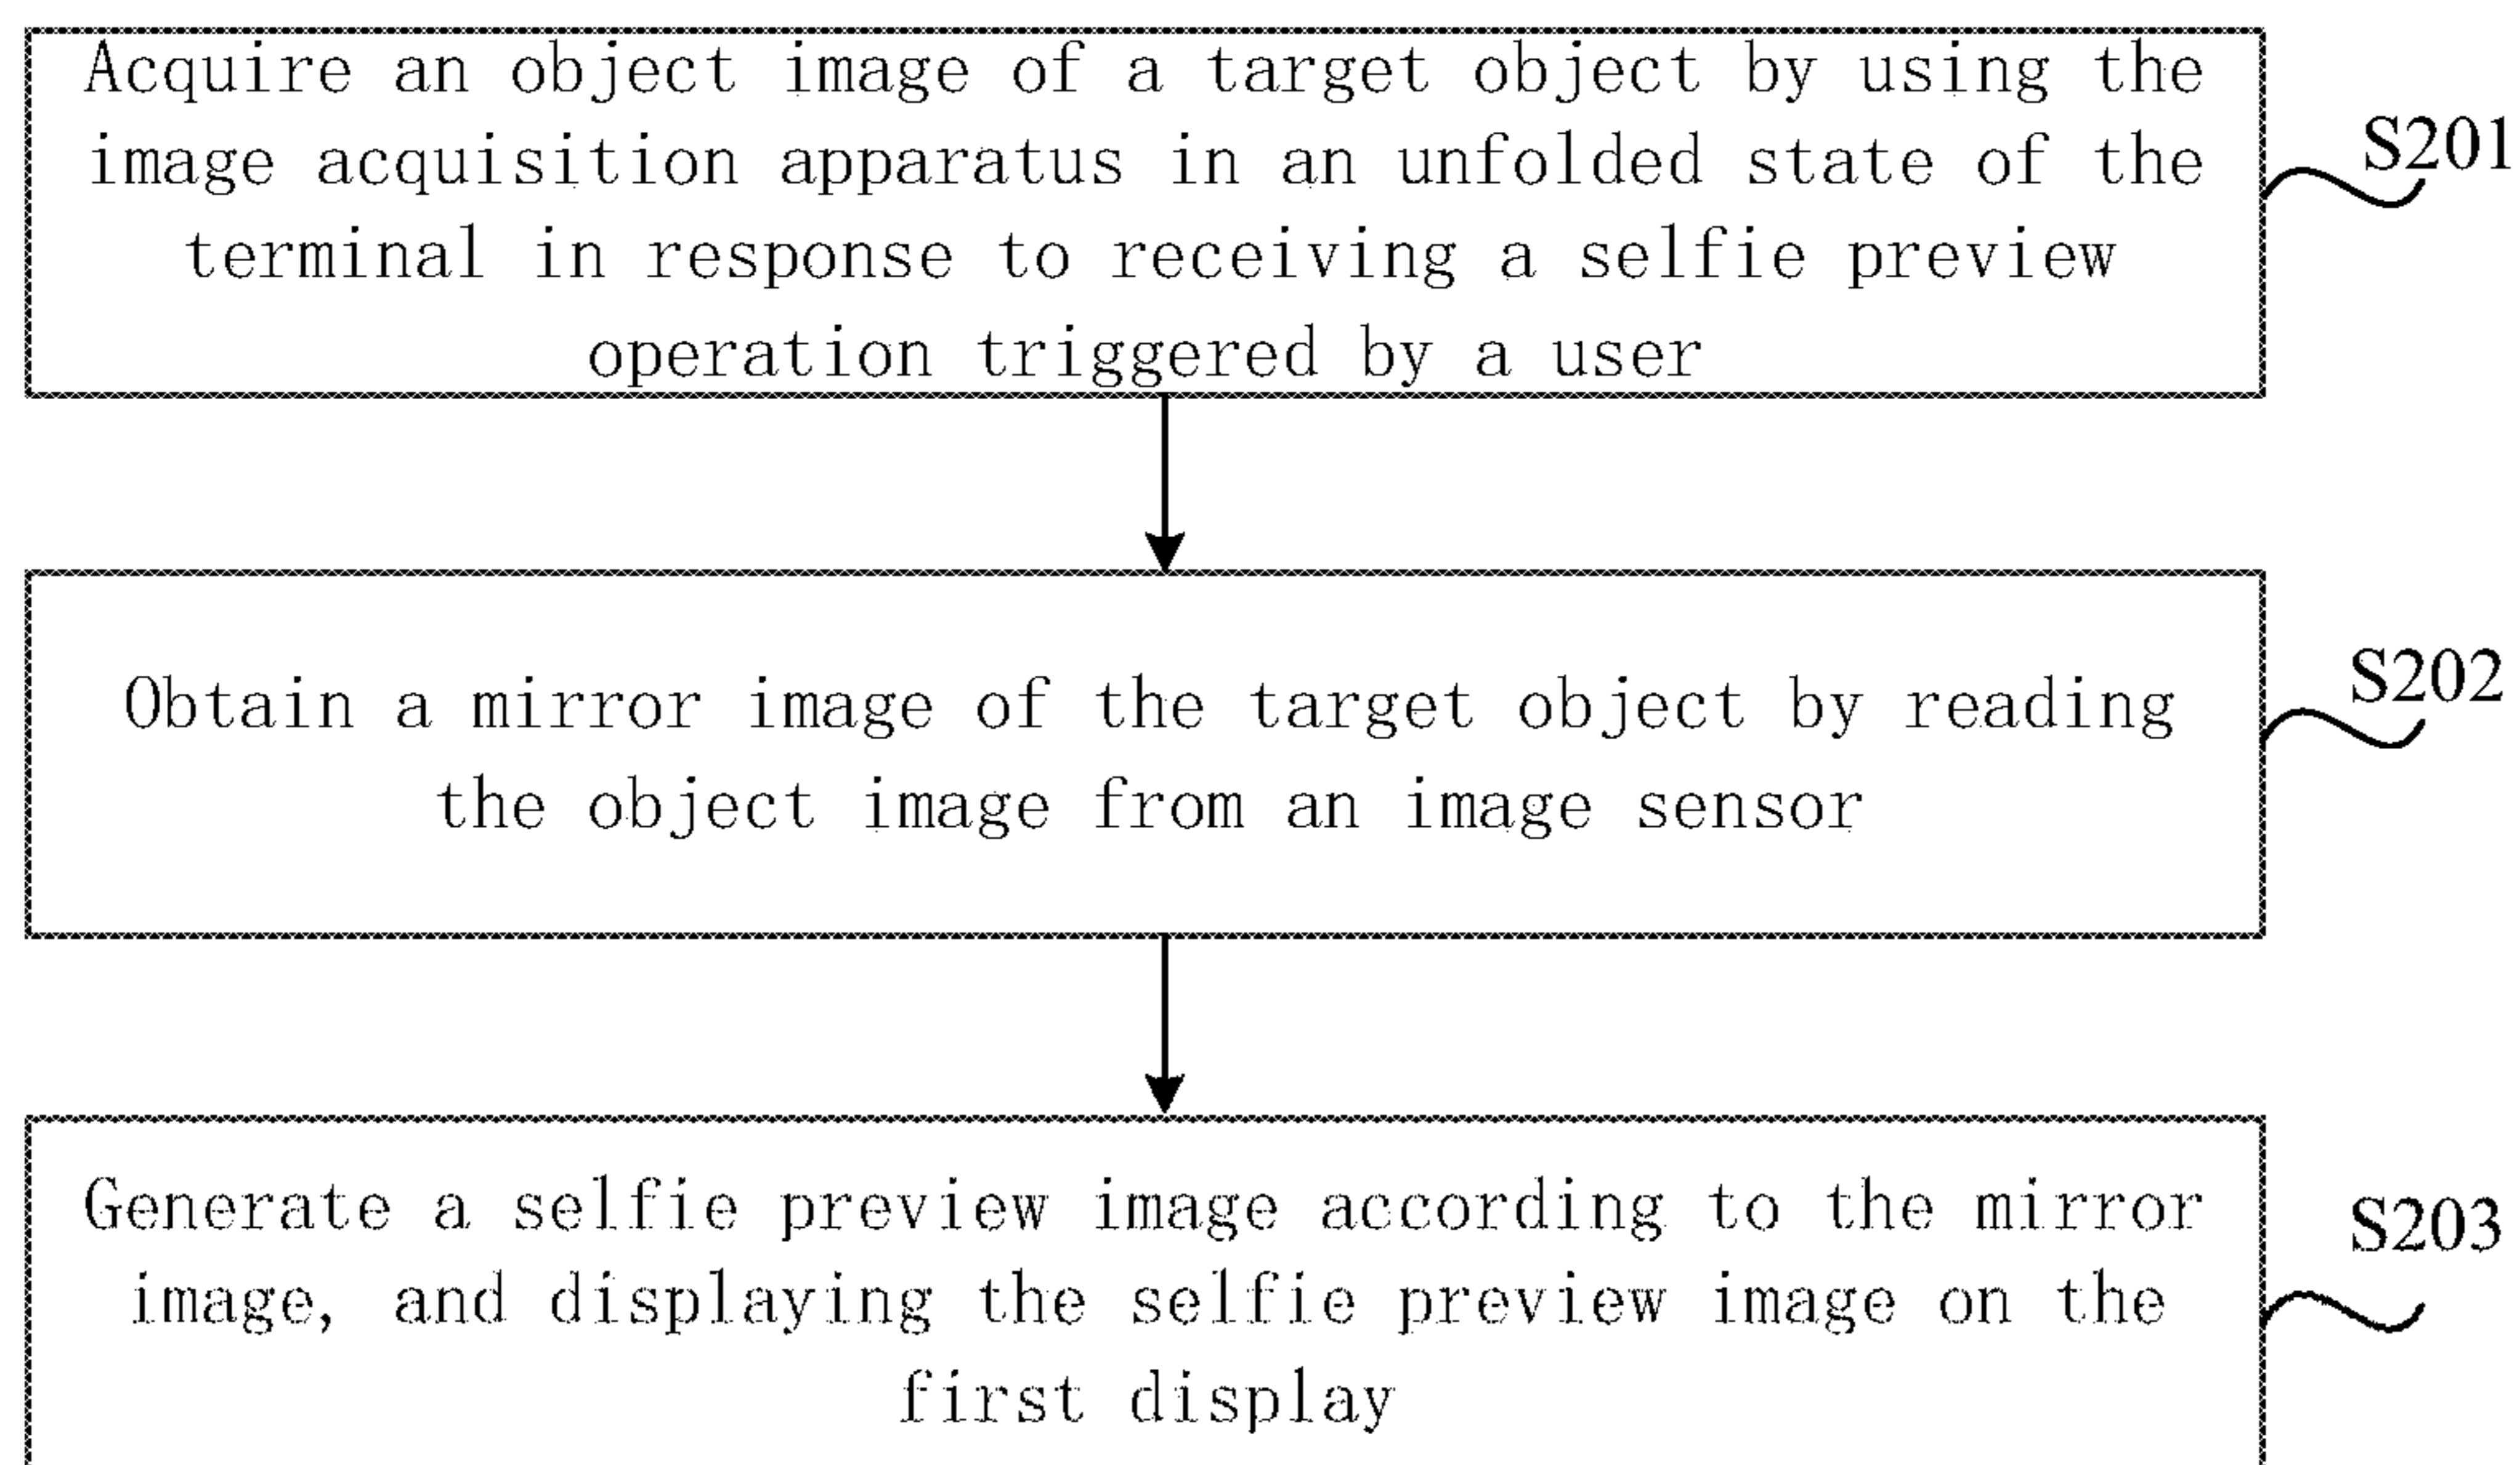 Acquire an object image of a target object by using the
image acquisition apparatus in an unfolded state of the
terminal in response to receiving a selfie preview
operation triggered by a user
S201
Obtain a mirror image of the target object by reading
the object image from an image sensor
S202
Generate a selfie preview image according to the mirror
image, and displaying the selfie preview image on the
first display
S203